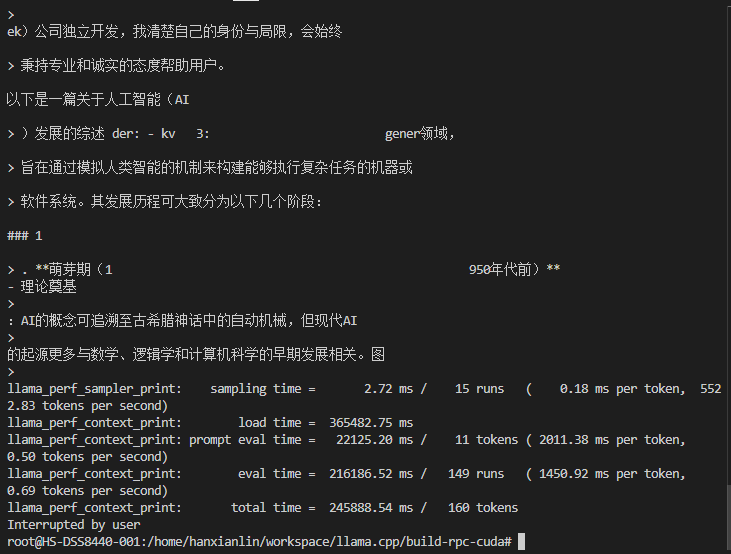 >
ek）公司独立开发，我清楚自己的身份与局限，会始终
> 秉持专业和诚实的态度帮助用户。
以下是一篇关于人工智能（AI
> ）发展的综述 der: - kv   3:                         gener领域，
> 旨在通过模拟人类智能的机制来构建能够执行复杂任务的机器或
> 软件系统。其发展历程可大致分为以下几个阶段：
### 1
> . **萌芽期（1                                                   950年代前）**
- 理论奠基
>
：AI的概念可追溯至古希腊神话中的自动机械，但现代AI
>
的起源更多与数学、逻辑学和计算机科学的早期发展相关。图
>
llama_perf_sampler_print:    sampling time =       2.72 ms /    15 runs   (    0.18 ms per token,  552
2.83 tokens per second)
llama_perf_context_print:        load time =  365482.75 ms
llama_perf_context_print: prompt eval time =   22125.20 ms /    11 tokens ( 2011.38 ms per token,
0.50 tokens per second)
llama_perf_context_print:        eval time =  216186.52 ms /   149 runs   ( 1450.92 ms per token,
0.69 tokens per second)
llama_perf_context_print:       total time =  245888.54 ms /   160 tokens
Interrupted by user
root@HS-DSS8440-001:/home/hanxianlin/workspace/llama.cpp/build-rpc-cuda#